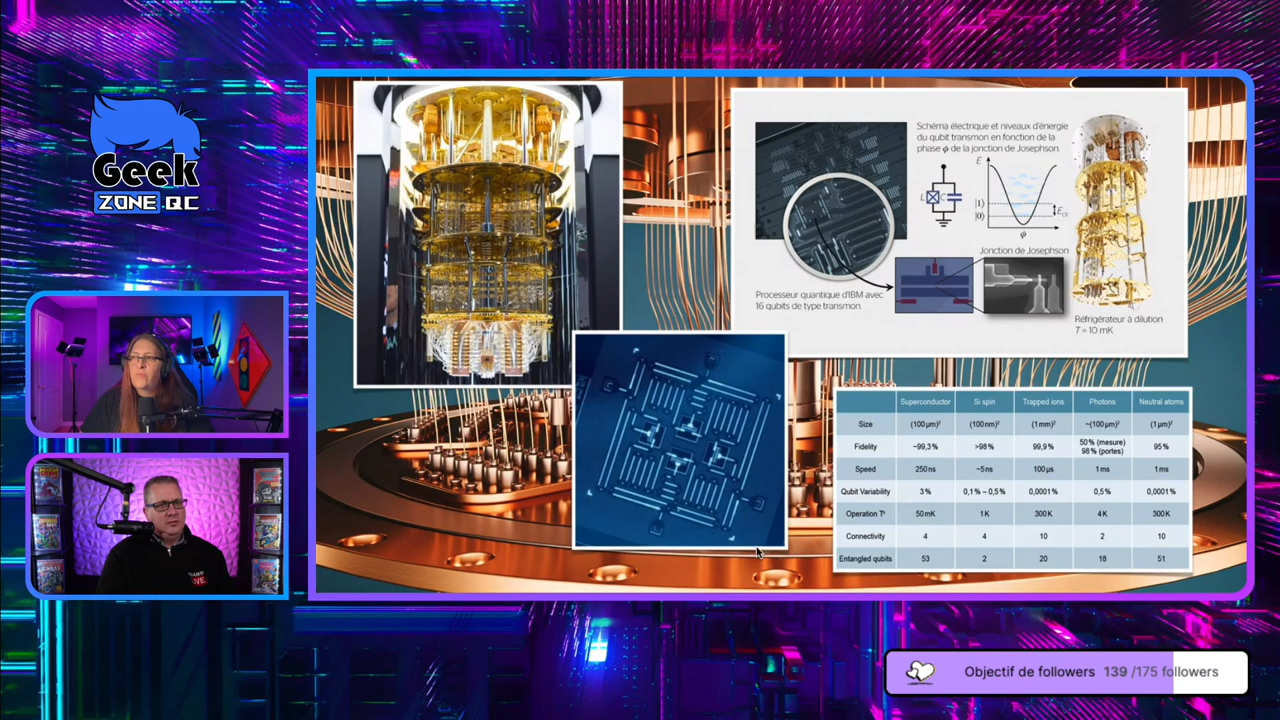 Geek
ZONE QC
Schéma électrique et niveaux d'énergie
du qubit transmon en fonction de la
phase ϕ de la jonction de Josephson.
E
L
C
|1⟩
|0⟩
E₀₁
ϕ
Jonction de Josephson
Processeur quantique d'IBM avec
16 qubits de type transmon.
Réfrigérateur à dilution
T = 10 mK
Superconductor Si spin Trapped ions Photons Neutral atoms
Size (100 µm)² (100 nm)² (1 mm)² ~(100 µm)² (1 µm)²
Fidelity ~99,3 % >98 % 99,9 % 50 % (mesure) 98 % (portes) 95 %
Speed 250 ns ~5 ns 100 µs 1 ms 1 ms
Qubit Variability 3 % 0,1 % ~ 0,5 % 0,0001 % 0,5 % 0,0001 %
Operation T° 50 mK 1 K 300 K 4 K 300 K
Connectivity 4 4 10 2 10
Entangled qubits 53 2 20 18 51
Objectif de followers 139 /175 followers